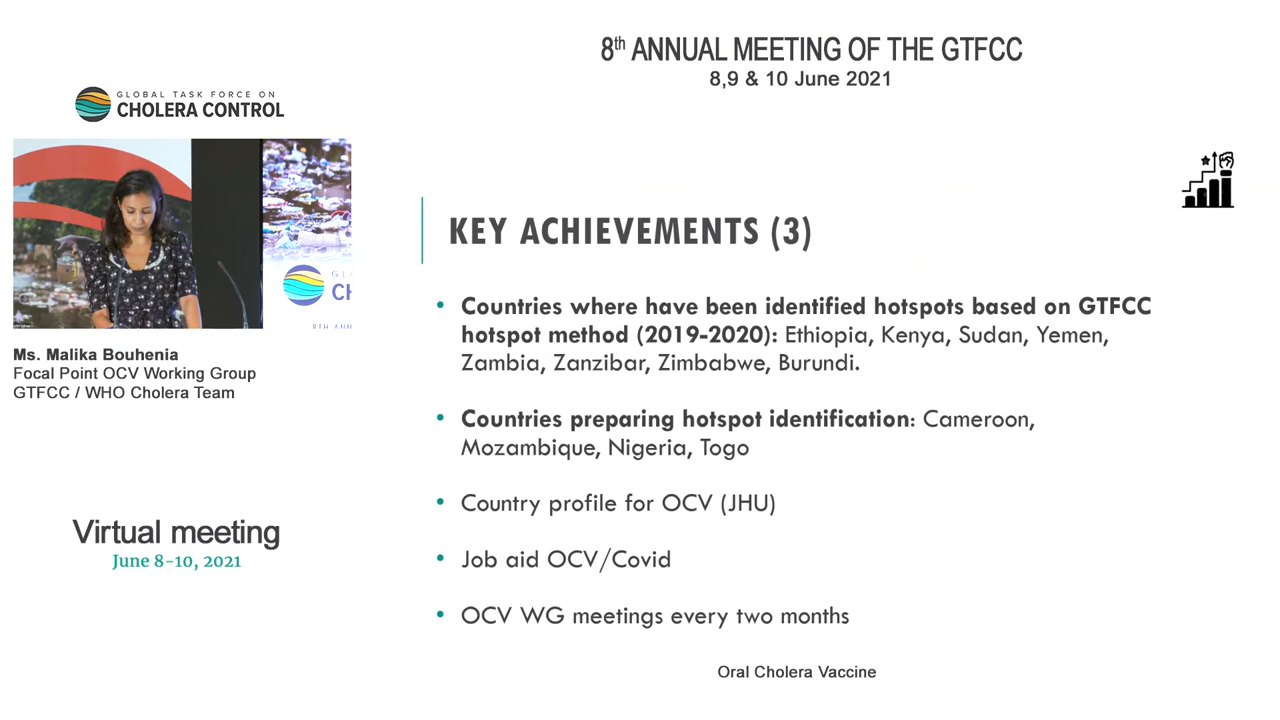 8th ANNUAL MEETING OF THE GTFCC
8,9 & 10 June 2021
GLOBAL TASK FORCE ON
CHOLERA CONTROL
GLO
CH
8TH ANN
Ms. Malika Bouhenia
Focal Point OCV Working Group
GTFCC / WHO Cholera Team
Virtual meeting
June 8-10, 2021
KEY ACHIEVEMENTS (3)
• Countries where have been identified hotspots based on GTFCC
hotspot method (2019-2020): Ethiopia, Kenya, Sudan, Yemen,
Zambia, Zanzibar, Zimbabwe, Burundi.
• Countries preparing hotspot identification: Cameroon,
Mozambique, Nigeria, Togo
• Country profile for OCV (JHU)
• Job aid OCV/Covid
• OCV WG meetings every two months
Oral Cholera Vaccine